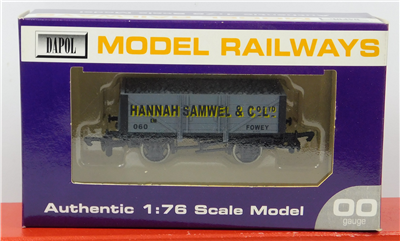 DAPOL
MODEL RAILWAYS
HANNAH SAMWEL & Co LTD
060
FOWEY
Authentic 1:76 Scale Model
OO
gauge